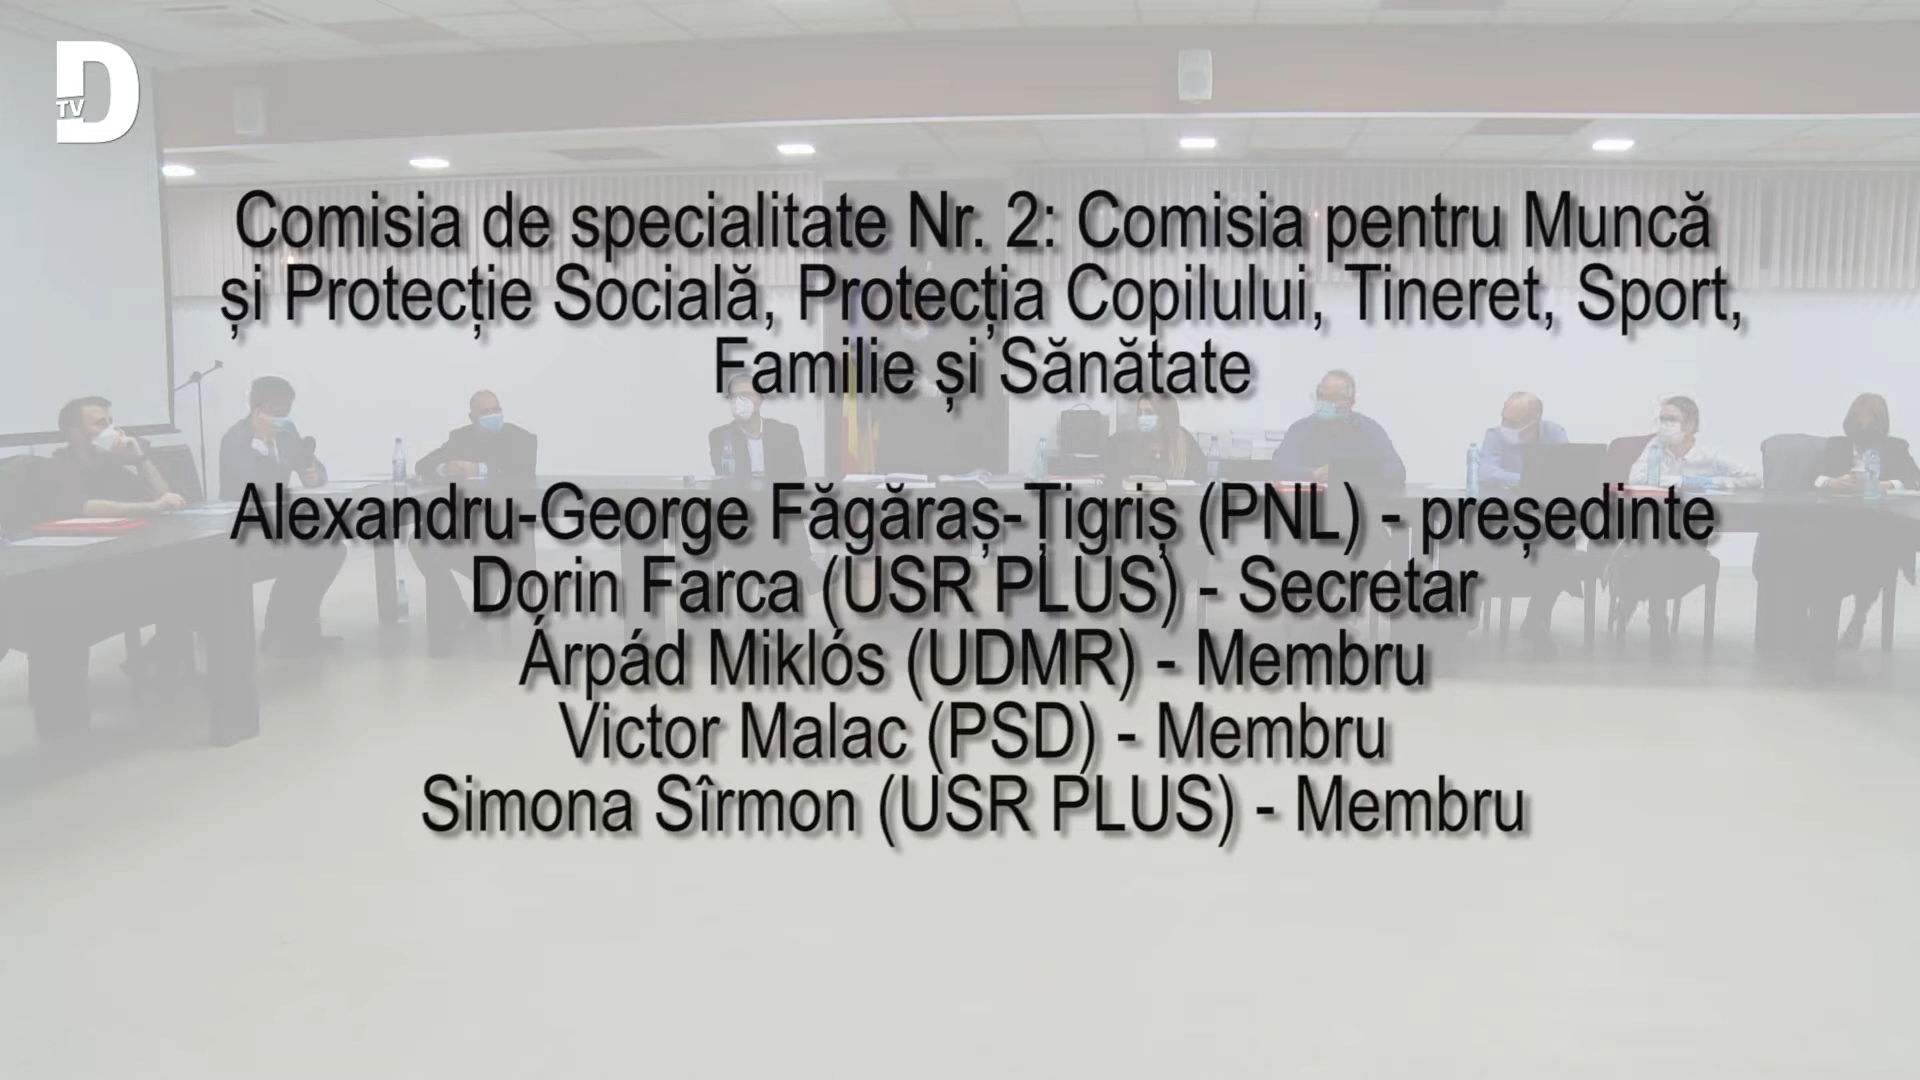 D
TV
Comisia de specialitate Nr. 2: Comisia pentru Muncă
și Protecție Socială, Protecția Copilului, Tineret, Sport,
Familie și Sănătate
Alexandru-George Făgăraș-Țigriș (PNL) - președinte
Dorin Farca (USR PLUS) - Secretar
Árpád Miklós (UDMR) - Membru
Victor Malac (PSD) - Membru
Simona Sîrmon (USR PLUS) - Membru